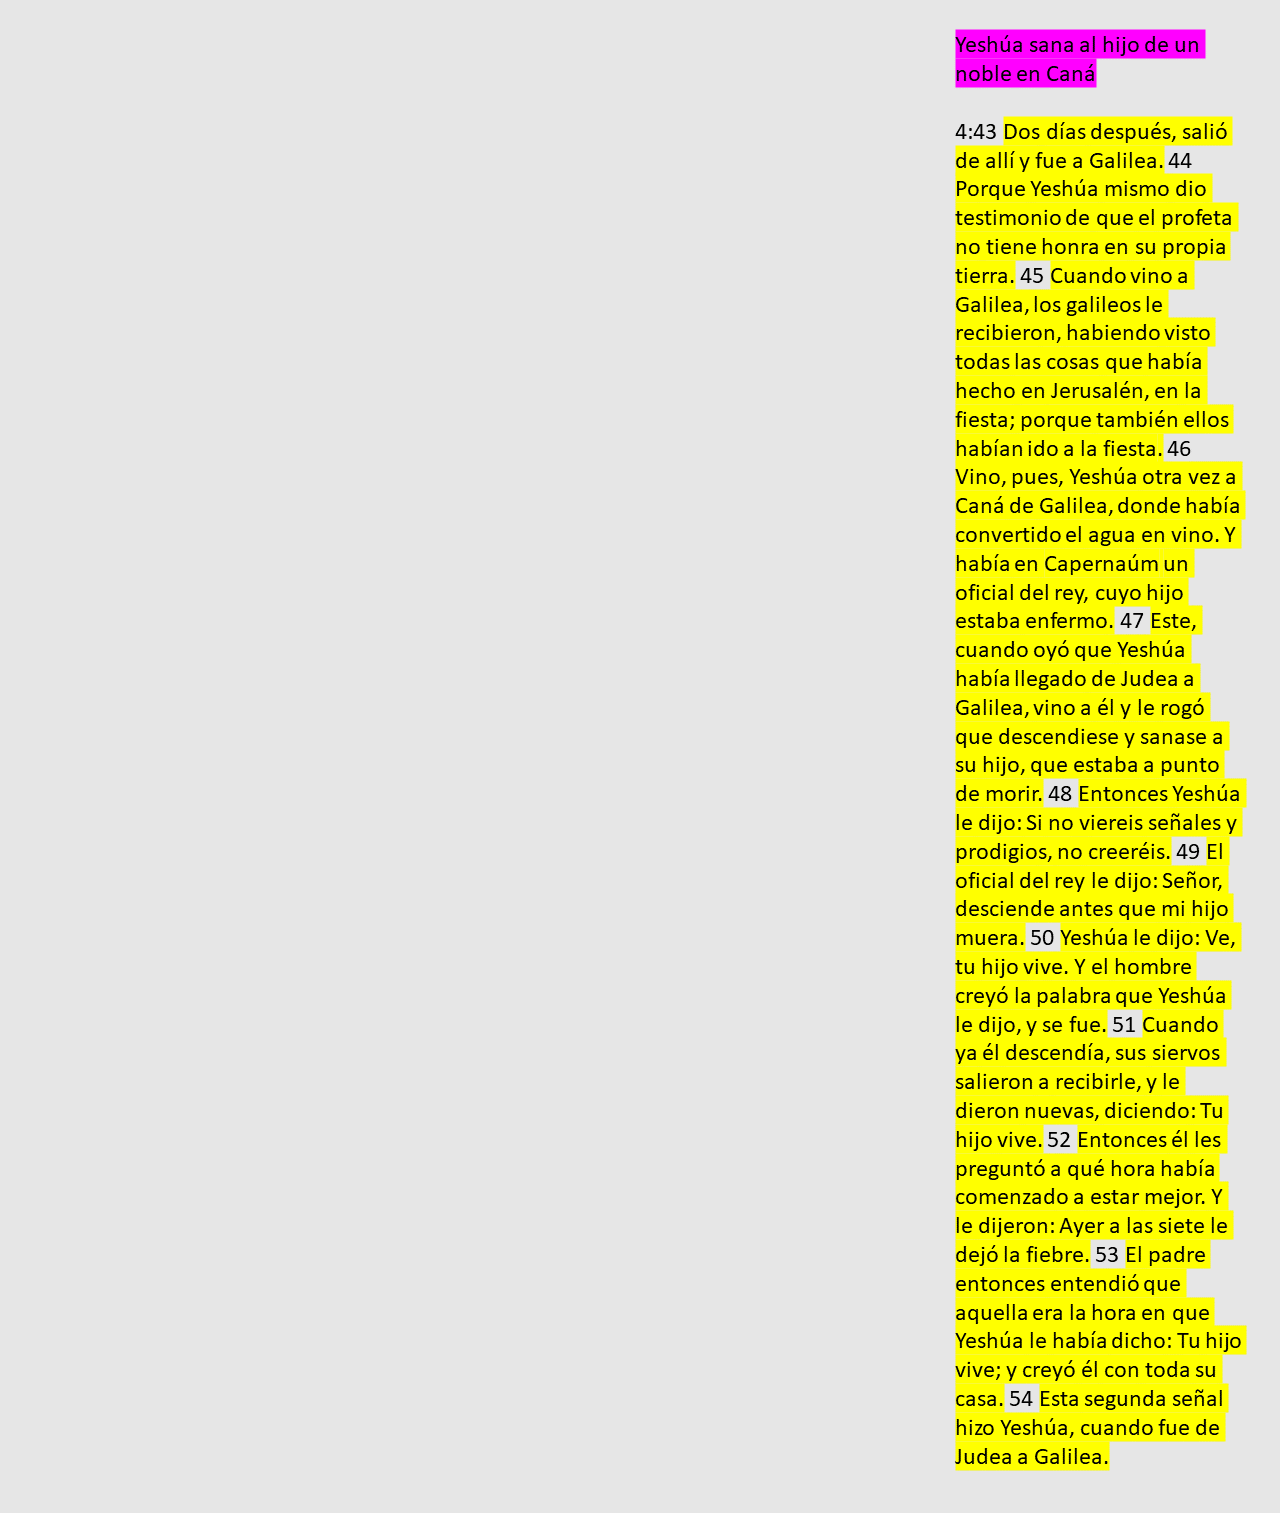 Yeshúa sana al hijo de un
noble en Caná
4:43 Dos días después, salió
de allí y fue a Galilea. 44
Porque Yeshúa mismo dio
testimonio de que el profeta
no tiene honra en su propia
tierra. 45 Cuando vino a
Galilea, los galileos le
recibieron, habiendo visto
todas las cosas que había
hecho en Jerusalén, en la
fiesta; porque también ellos
habían ido a la fiesta. 46
Vino, pues, Yeshúa otra vez a
Caná de Galilea, donde había
convertido el agua en vino. Y
había en Capernaúm un
oficial del rey, cuyo hijo
estaba enfermo. 47 Este,
cuando oyó que Yeshúa
había llegado de Judea a
Galilea, vino a él y le rogó
que descendiese y sanase a
su hijo, que estaba a punto
de morir. 48 Entonces Yeshúa
le dijo: Si no viereis señales y
prodigios, no creeréis. 49 El
oficial del rey le dijo: Señor,
desciende antes que mi hijo
muera. 50 Yeshúa le dijo: Ve,
tu hijo vive. Y el hombre
creyó la palabra que Yeshúa
le dijo, y se fue. 51 Cuando
ya él descendía, sus siervos
salieron a recibirle, y le
dieron nuevas, diciendo: Tu
hijo vive. 52 Entonces él les
preguntó a qué hora había
comenzado a estar mejor. Y
le dijeron: Ayer a las siete le
dejó la fiebre. 53 El padre
entonces entendió que
aquella era la hora en que
Yeshúa le había dicho: Tu hijo
vive; y creyó él con toda su
casa. 54 Esta segunda señal
hizo Yeshúa, cuando fue de
Judea a Galilea.